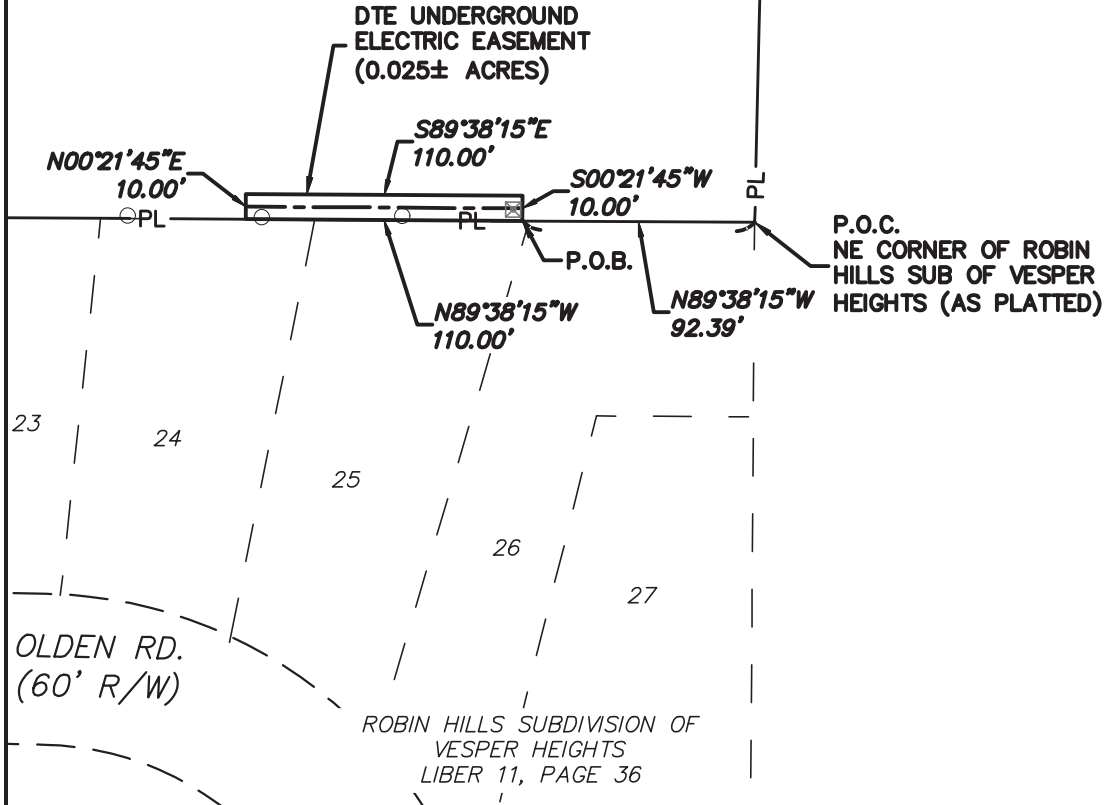 DTE UNDERGROUND
ELECTRIC EASEMENT
(0.025± ACRES)
S89°38'15"E
110.00'
N00°21'45"E
10.00'
S00°21'45"W
10.00'
PL
PL
PL
P.O.C.
NE CORNER OF ROBIN
HILLS SUB OF VESPER
HEIGHTS (AS PLATTED)
P.O.B.
N89°38'15"W
110.00'
N89°38'15"W
92.39'
23
24
25
26
27
OLDEN RD.
(60' R/W)
ROBIN HILLS SUBDIVISION OF
VESPER HEIGHTS
LIBER 11, PAGE 36